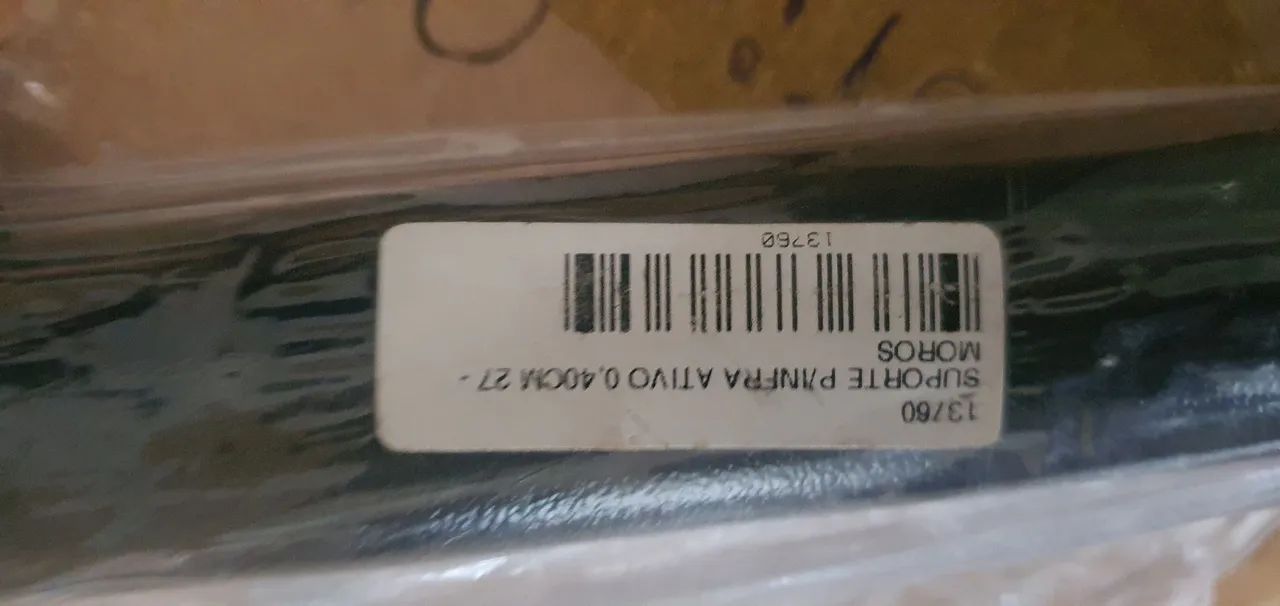 13760
SUPORTE P/INFRA ATIVO 0,40CM 27 -
MOROS
13760